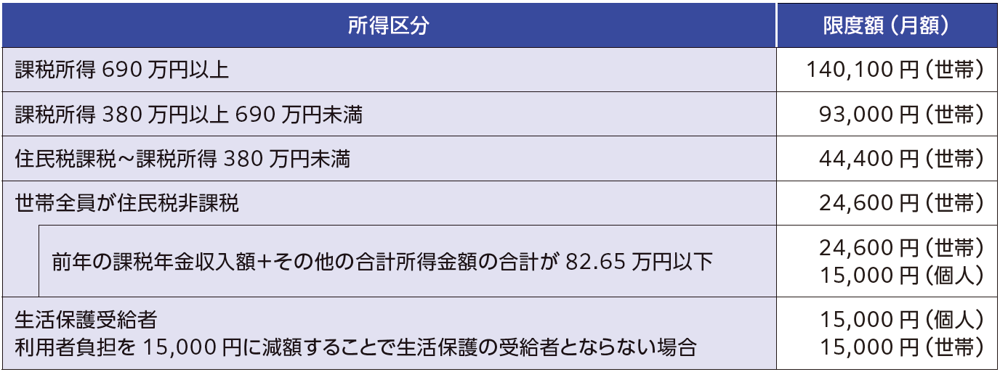 所得区分
限度額（月額）
課税所得 690 万円以上
140,100 円（世帯）
課税所得 380 万円以上 690 万円未満
93,000 円（世帯）
住民税課税～課税所得 380 万円未満
44,400 円（世帯）
世帯全員が住民税非課税
24,600 円（世帯）
前年の課税年金収入額＋その他の合計所得金額の合計が 82.65 万円以下
24,600 円（世帯）
15,000 円（個人）
生活保護受給者
15,000 円（個人）
利用者負担を 15,000 円に減額することで生活保護の受給者とならない場合
15,000 円（世帯）